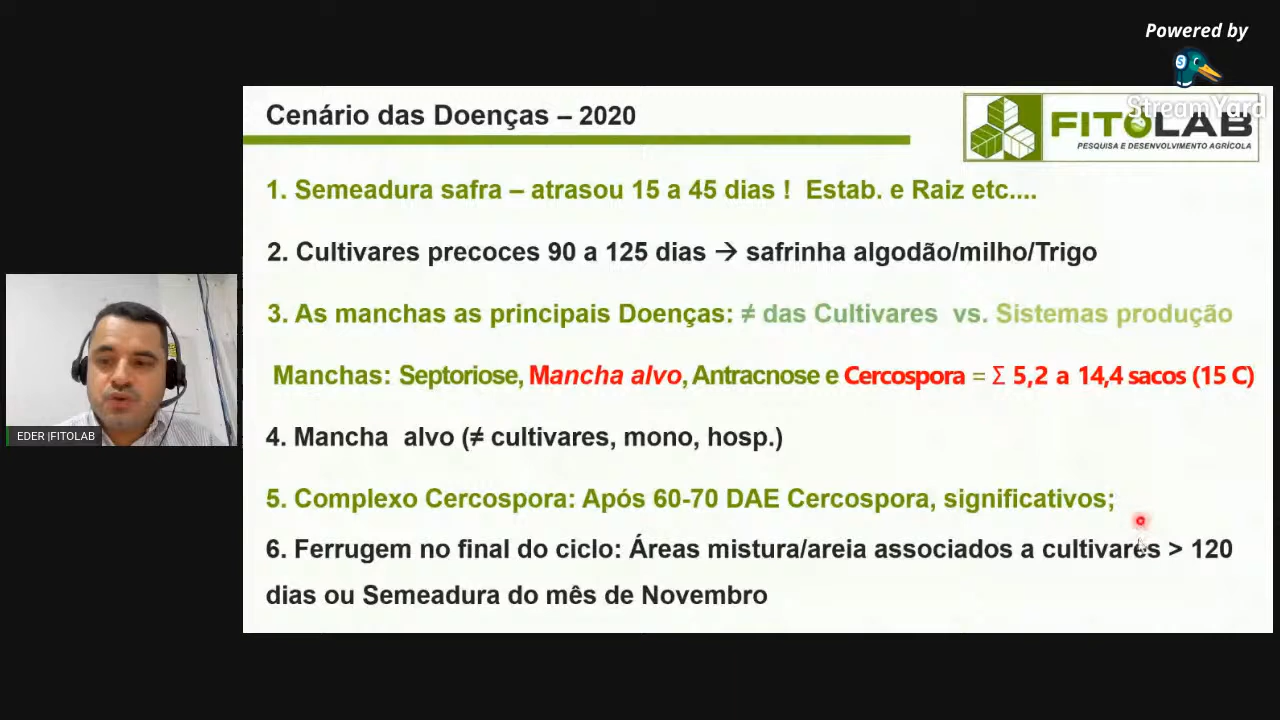 Powered by
StreamYard
Cenário das Doenças – 2020
FITOLAB
PESQUISA E DESENVOLVIMENTO AGRÍCOLA
1. Semeadura safra – atrasou 15 a 45 dias ! Estab. e Raiz etc....
2. Cultivares precoces 90 a 125 dias → safrinha algodão/milho/Trigo
3. As manchas as principais Doenças: ≠ das Cultivares vs. Sistemas produção
Manchas: Septoriose, Mancha alvo, Antracnose e Cercospora = Σ 5,2 a 14,4 sacos (15 C)
4. Mancha alvo (≠ cultivares, mono, hosp.)
5. Complexo Cercospora: Após 60-70 DAE Cercospora, significativos;
6. Ferrugem no final do ciclo: Áreas mistura/areia associados a cultivares > 120
dias ou Semeadura do mês de Novembro
EDER |FITOLAB